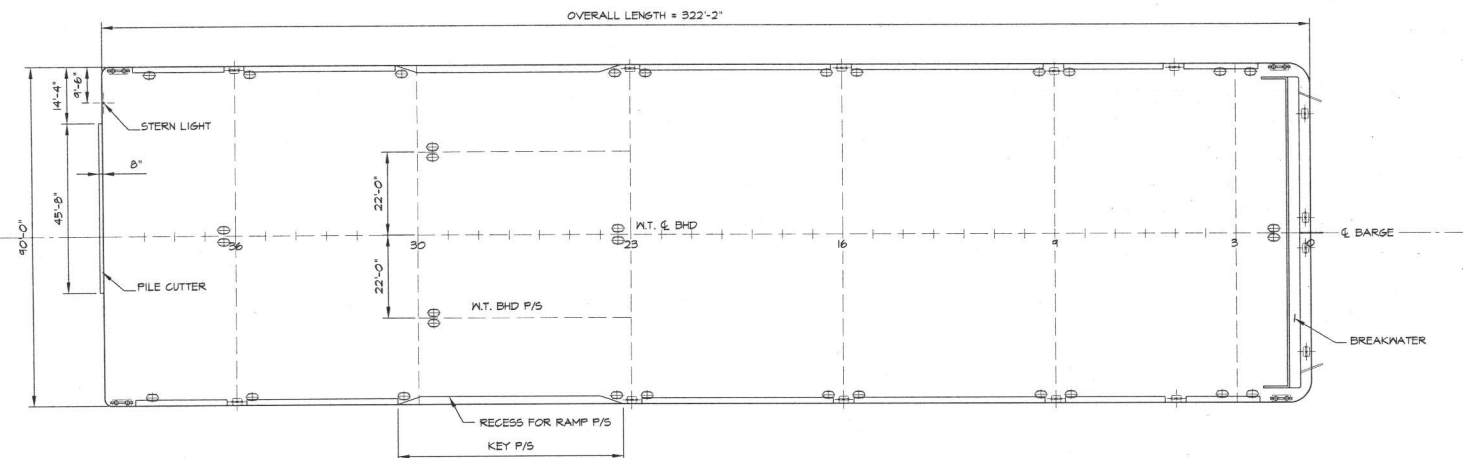 OVERALL LENGTH = 322'-2"
14'-4"
9'-6"
STERN LIGHT
8"
45'-8"
90'-0"
22'-0"
W.T. ℄ BHD
36
30
23
16
9
3
0
℄ BARGE
22'-0"
PILE CUTTER
W.T. BHD P/S
BREAKWATER
RECESS FOR RAMP P/S
KEY P/S